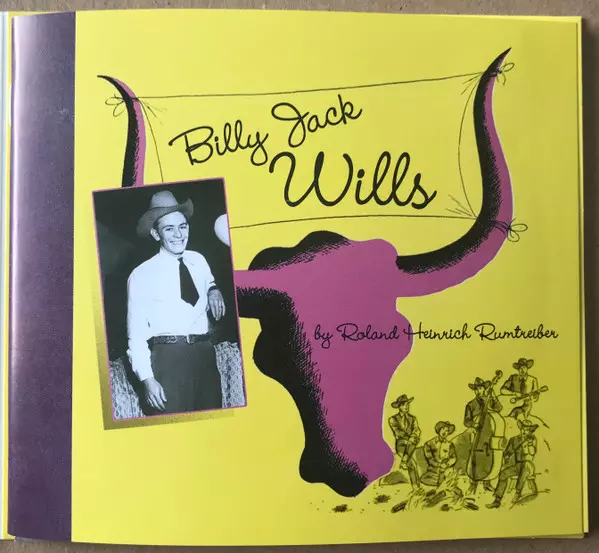 Billy Jack
Wills
by Roland Heinrich Rumtreiber